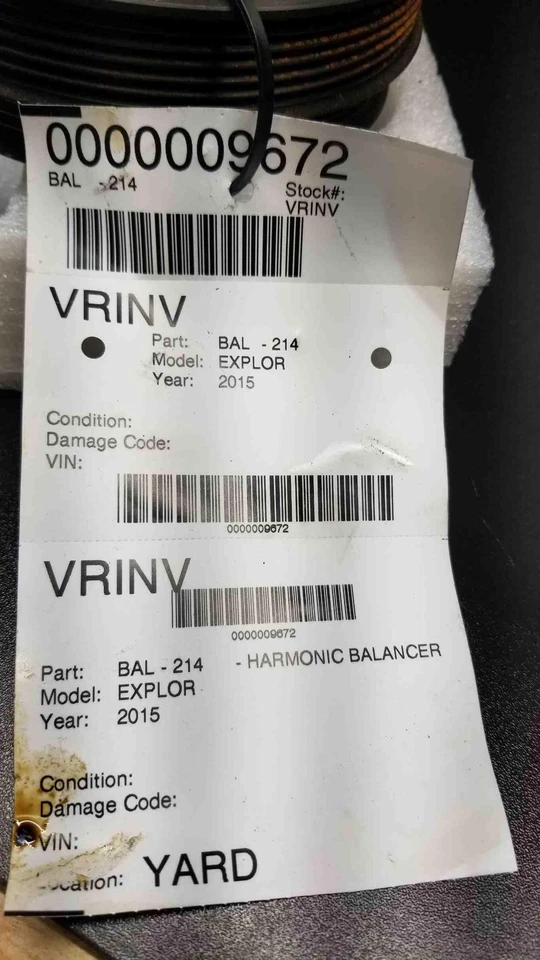 0000009672
BAL - 214
Stock#:
VRINV
VRINV
Part: BAL - 214
Model: EXPLOR
Year: 2015
Condition:
Damage Code:
VIN:
0000009672
VRINV
0000009672
Part: BAL - 214 - HARMONIC BALANCER
Model: EXPLOR
Year: 2015
Condition:
Damage Code:
VIN:
Location: YARD